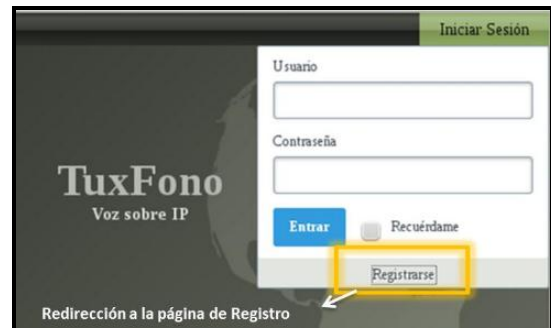 Iniciar Sesión
Usuario
Contraseña
TuxFono
Voz sobre IP
Entrar
Recuérdame
Registrarse
Redirección a la página de Registro